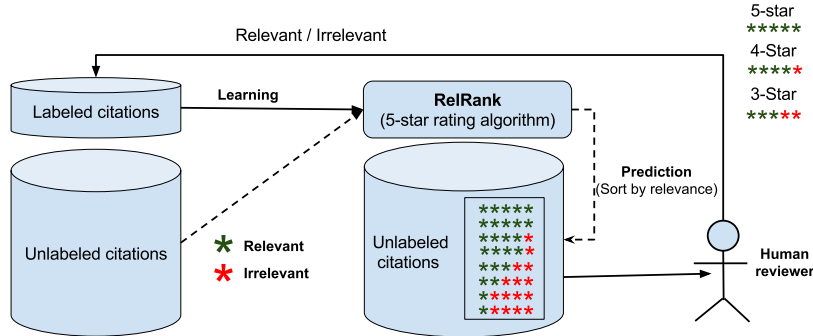 5-star
*****
Relevant / Irrelevant
4-Star
*****
3-Star
*****
Labeled citations
Learning
RelRank
(5-star rating algorithm)
Prediction
(Sort by relevance)
Unlabeled citations
* Relevant
* Irrelevant
Unlabeled
citations
*****
*****
*****
*****
*****
*****
*****
*****
Human
reviewer